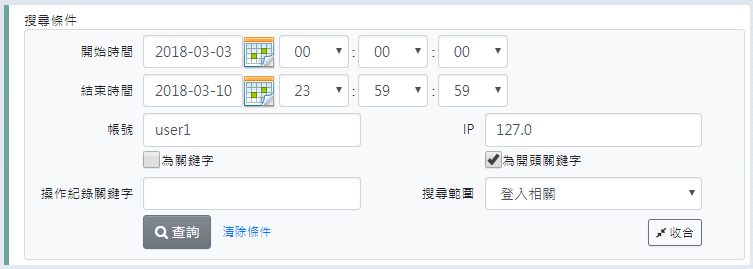 搜尋條件
開始時間 2018-03-03 00 : 00 : 00
結束時間 2018-03-10 23 : 59 : 59
帳號 user1 IP 127.0
為關鍵字 為開頭關鍵字
操作紀錄關鍵字 搜尋範圍 登入相關
查詢 清除條件 收合